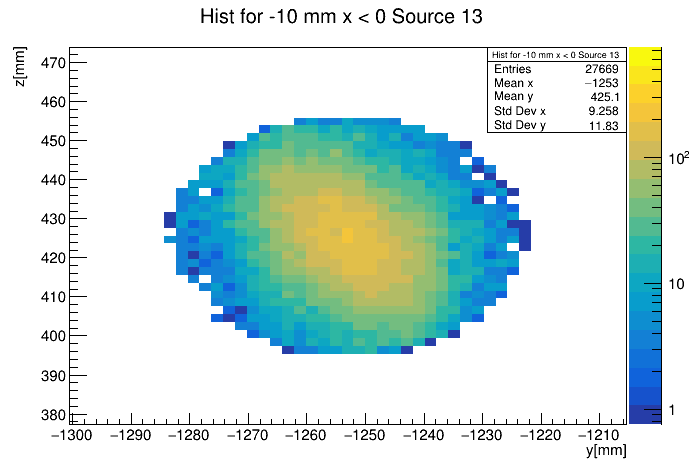 Hist for -10 mm x < 0 Source 13
z[mm]
Hist for -10 mm x < 0 Source 13
Entries 27669
Mean x −1253
Mean y 425.1
Std Dev x 9.258
Std Dev y 11.83
470
460
450
440
430
420
410
400
390
380
10²
10
1
−1300 −1290 −1280 −1270 −1260 −1250 −1240 −1230 −1220 −1210
y[mm]